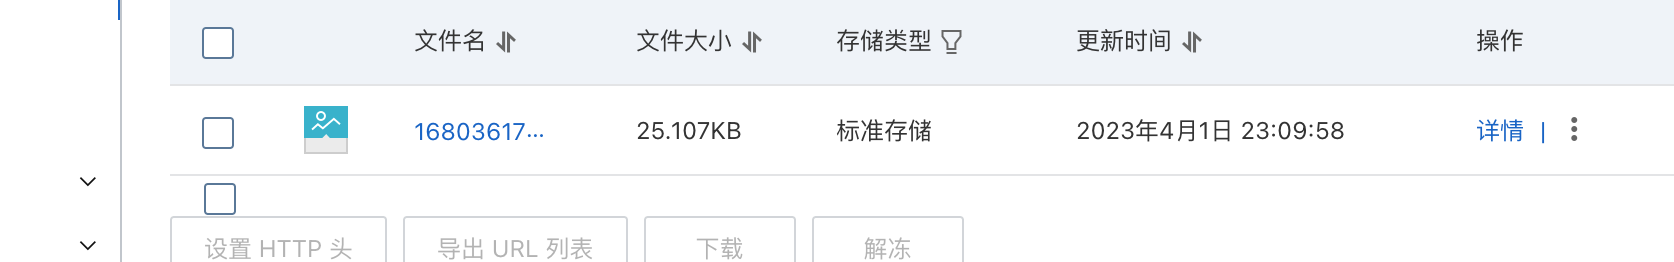 文件名 文件大小 存储类型 更新时间 操作
16803617... 25.107KB 标准存储 2023年4月1日 23:09:58 详情 |
设置 HTTP 头 导出 URL 列表 下载 解冻